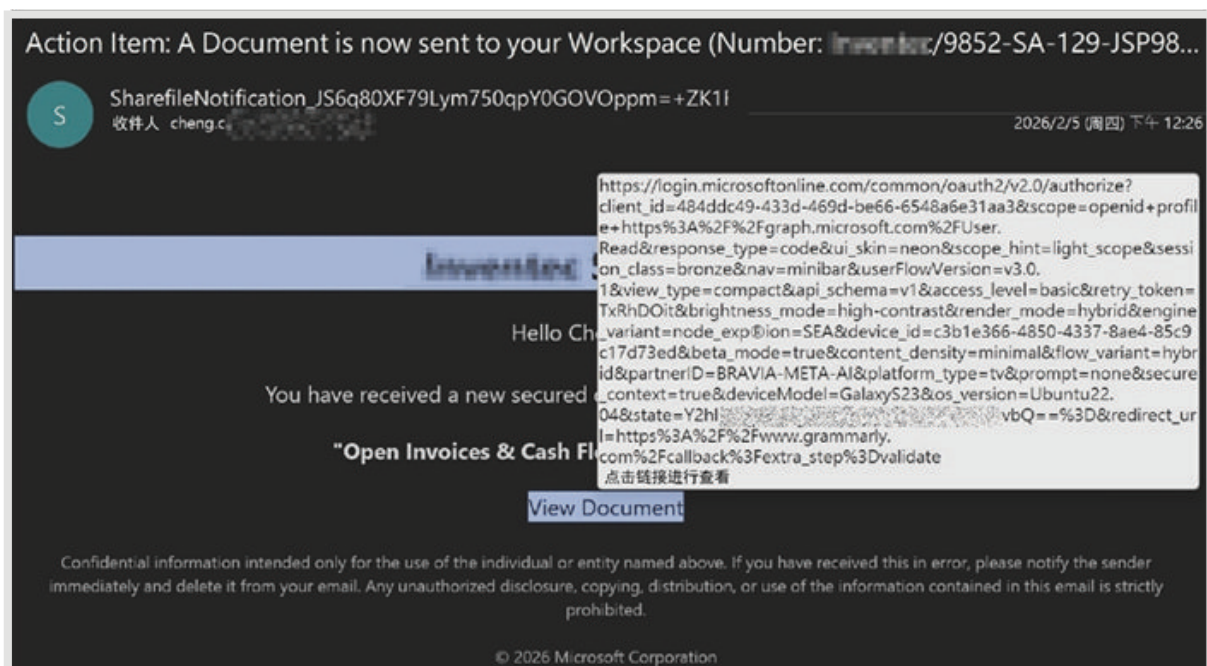 Action Item: A Document is now sent to your Workspace (Number: /9852-SA-129-JSP98...
S
SharefileNotification_JS6q80XF79Lym750qpY0GOVOppm=+ZK1I
收件人 cheng.c
2026/2/5 (周四) 下午 12:26
https://login.microsoftonline.com/common/oauth2/v2.0/authorize?
client_id=484ddc49-433d-469d-be66-6548a6e31aa3&scope=openid+profil
e+https%3A%2F%2Fgraph.microsoft.com%2FUser.
Read&response_type=code&ui_skin=neon&scope_hint=light_scope&sessi
on_class=bronze&nav=minibar&userFlowVersion=v3.0.
1&view_type=compact&api_schema=v1&access_level=basic&retry_token=
TxRhDOit&brightness_mode=high-contrast&render_mode=hybrid&engine
_variant=node_exp®ion=SEA&device_id=c3b1e366-4850-4337-8ae4-85c9
c17d73ed&beta_mode=true&content_density=minimal&flow_variant=hybr
id&partnerID=BRAVIA-META-AI&platform_type=tv&prompt=none&secure
_context=true&deviceModel=GalaxyS23&os_version=Ubuntu22.
04&state=Y2hl vbQ==%3D&redirect_ur
l=https%3A%2F%2Fwww.grammarly.
com%2Fcallback%3Fextra_step%3Dvalidate
点击链接进行查看
Hello Ch
You have received a new secured
"Open Invoices & Cash Fl
View Document
Confidential information intended only for the use of the individual or entity named above. If you have received this in error, please notify the sender
immediately and delete it from your email. Any unauthorized disclosure, copying, distribution, or use of the information contained in this email is strictly
prohibited.
© 2026 Microsoft Corporation